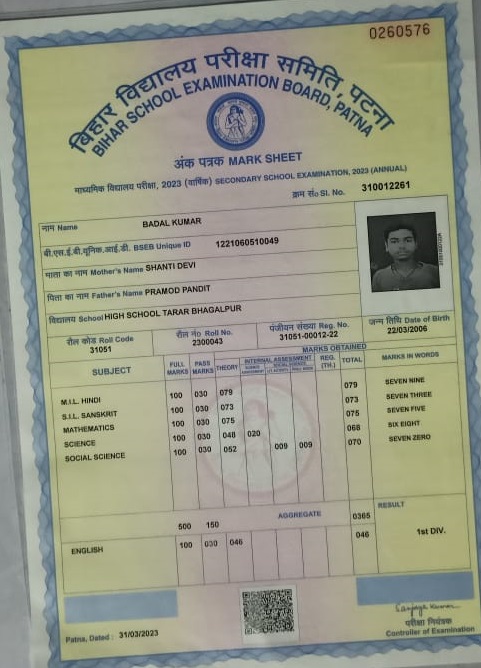 0260576
बिहार विद्यालय परीक्षा समिति, पटना
BIHAR SCHOOL EXAMINATION BOARD, PATNA
अंक पत्रक MARK SHEET
माध्यमिक विद्यालय परीक्षा, 2023 (वार्षिक) SECONDARY SCHOOL EXAMINATION, 2023 (ANNUAL)
क्रम सं० Sl. No. 310012261
नाम Name BADAL KUMAR
बी.एस.ई.बी.यूनिक.आई.डी. BSEB Unique ID 1221060510049
माता का नाम Mother's Name SHANTI DEVI
पिता का नाम Father's Name PRAMOD PANDIT
विद्यालय School HIGH SCHOOL TARAR BHAGALPUR
रौल कोड Roll Code रौल नं० Roll No. पंजीयन संख्या Reg. No. जन्म तिथि Date of Birth
31051 2300043 31051-00012-22 22/03/2006
MARKS OBTAINED
SUBJECT FULL MARKS PASS MARKS THEORY INTERNAL ASSESSMENT REG. (TH.) TOTAL MARKS IN WORDS
M.I.L. HINDI 100 030 079 079 SEVEN NINE
S.I.L. SANSKRIT 100 030 073 073 SEVEN THREE
MATHEMATICS 100 030 075 075 SEVEN FIVE
SCIENCE 100 030 048 020 068 SIX EIGHT
SOCIAL SCIENCE 100 030 052 009 009 070 SEVEN ZERO
500 150 AGGREGATE 0365 RESULT
ENGLISH 100 030 046 046 1st DIV.
Patna, Dated : 31/03/2023
Sanjay Kumar
परीक्षा नियंत्रक
Controller of Examination